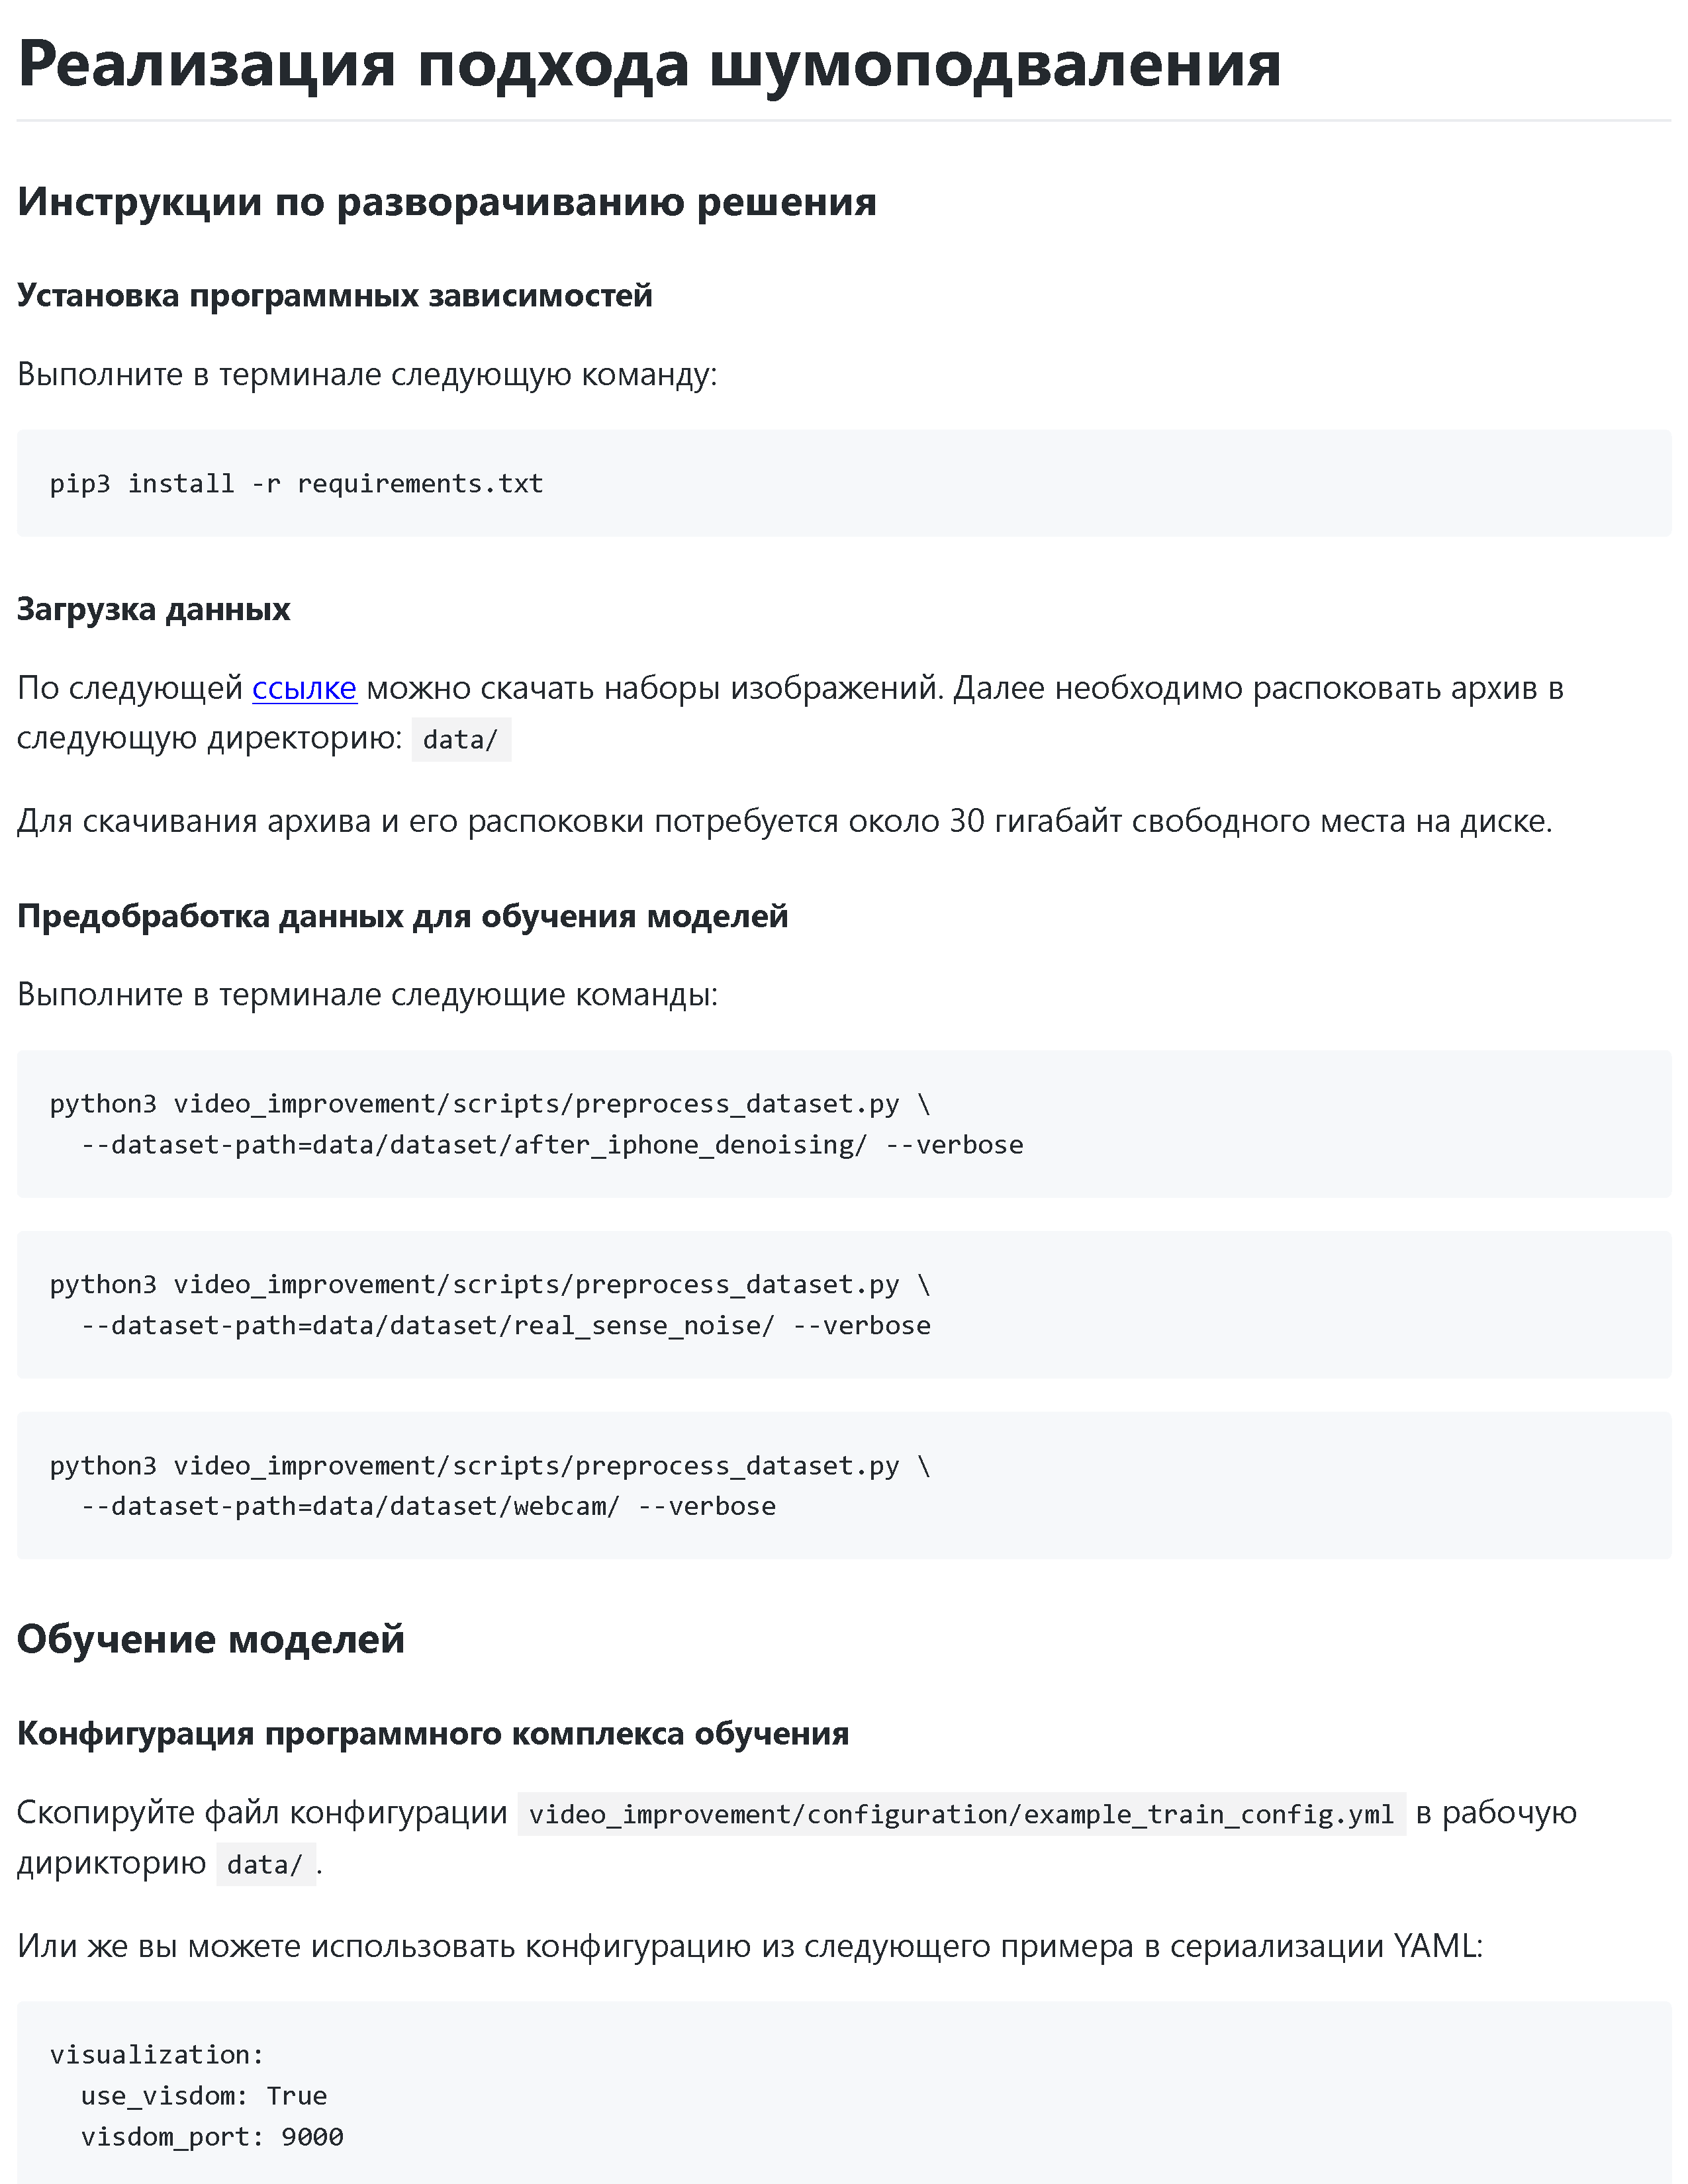 Реализация подхода шумоподваления
Инструкции по разворачиванию решения
Установка программных зависимостей
Выполните в терминале следующую команду:
pip3 install -r requirements.txt
Загрузка данных
По следующей ссылке можно скачать наборы изображений. Далее необходимо распоковать архив в
следующую директорию: data/
Для скачивания архива и его распоковки потребуется около 30 гигабайт свободного места на диске.
Предобработка данных для обучения моделей
Выполните в терминале следующие команды:
python3 video_improvement/scripts/preprocess_dataset.py \
  --dataset-path=data/dataset/after_iphone_denoising/ --verbose
python3 video_improvement/scripts/preprocess_dataset.py \
  --dataset-path=data/dataset/real_sense_noise/ --verbose
python3 video_improvement/scripts/preprocess_dataset.py \
  --dataset-path=data/dataset/webcam/ --verbose
Обучение моделей
Конфигурация программного комплекса обучения
Скопируйте файл конфигурации video_improvement/configuration/example_train_config.yml в рабочую
дирикторию data/ .
Или же вы можете использовать конфигурацию из следующего примера в сериализации YAML:
visualization:
  use_visdom: True
  visdom_port: 9000